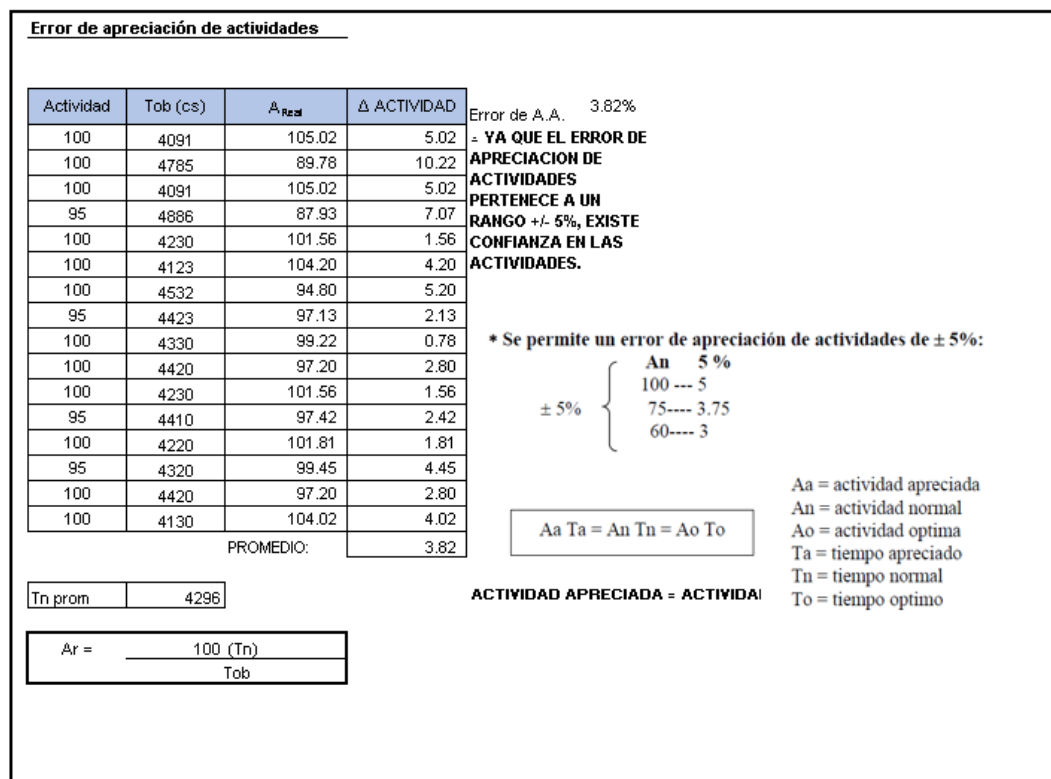 Error de apreciación de actividades
Actividad Tob (cs) A Real Δ ACTIVIDAD
100 4091 105.02 5.02
100 4785 89.78 10.22
100 4091 105.02 5.02
95 4886 87.93 7.07
100 4230 101.56 1.56
100 4123 104.20 4.20
100 4532 94.80 5.20
95 4423 97.13 2.13
100 4330 99.22 0.78
100 4420 97.20 2.80
100 4230 101.56 1.56
95 4410 97.42 2.42
100 4220 101.81 1.81
95 4320 99.45 4.45
100 4420 97.20 2.80
100 4130 104.02 4.02
PROMEDIO: 3.82
Tn prom 4296
Ar = 100 (Tn)
Tob
Error de A.A. 3.82%
= YA QUE EL ERROR DE
APRECIACION DE
ACTIVIDADES
PERTENECE A UN
RANGO +/- 5%, EXISTE
CONFIANZA EN LAS
ACTIVIDADES.
* Se permite un error de apreciación de actividades de ± 5%:
An 5 %
100 --- 5
± 5% 75---- 3.75
60---- 3
Aa Ta = An Tn = Ao To
Aa = actividad apreciada
An = actividad normal
Ao = actividad optima
Ta = tiempo apreciado
Tn = tiempo normal
To = tiempo optimo
ACTIVIDAD APRECIADA = ACTIVIDAI